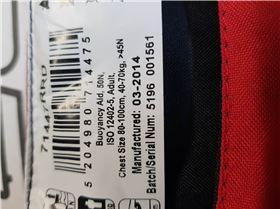 Buoyancy Aid, 50N,
ISO 12402-5, Adult,
Chest Size 80-100cm, 40-70kg, >45N
Manufactured: 03-2014
Batch/Serial Num: 5196 001561
5 204980 714475